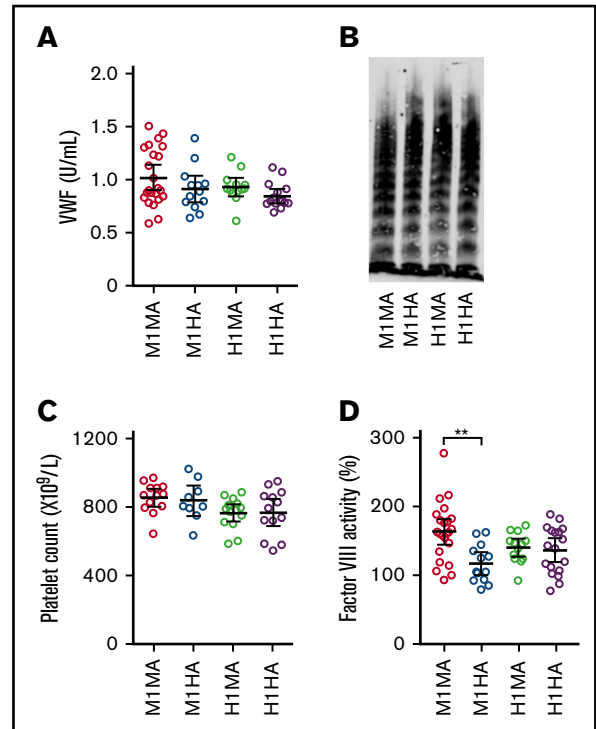 A
VWF (U/mL)
2.0
1.5
1.0
0.5
0
M1MA
M1HA
H1MA
H1HA
B
M1MA
M1HA
H1MA
H1HA
C
Platelet count (X10⁹/L)
1200
800
400
0
M1MA
M1HA
H1MA
H1HA
D
Factor VIII activity (%)
300
200
100
0
**
M1MA
M1HA
H1MA
H1HA